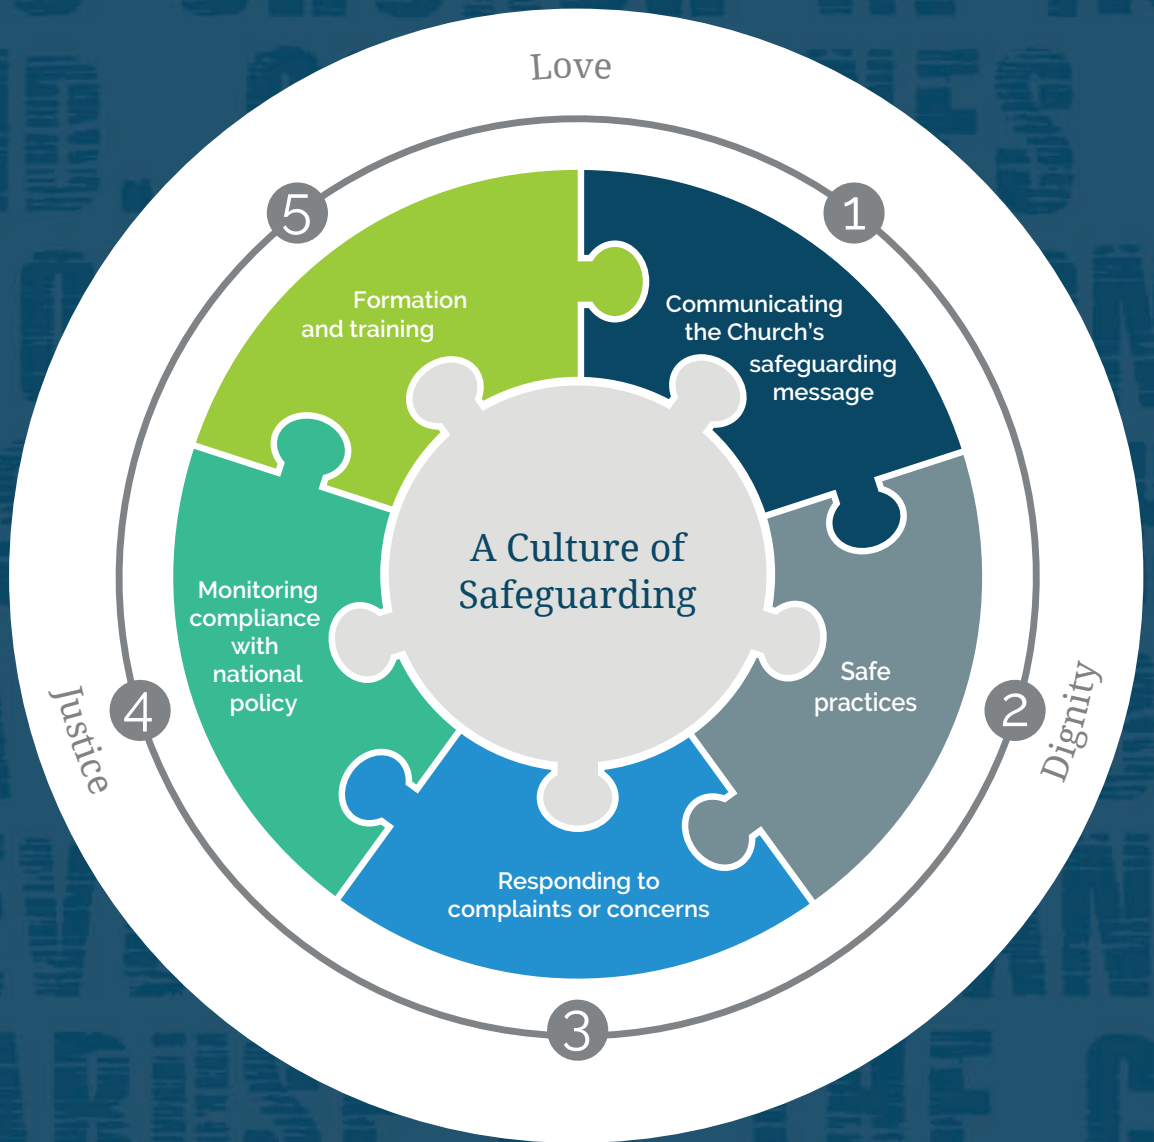 Love
1
Communicating
the Church's
safeguarding
message
2
Dignity
Safe
practices
3
Responding to
complaints or concerns
4
Justice
Monitoring
compliance
with
national
policy
5
Formation
and training
A Culture of
Safeguarding